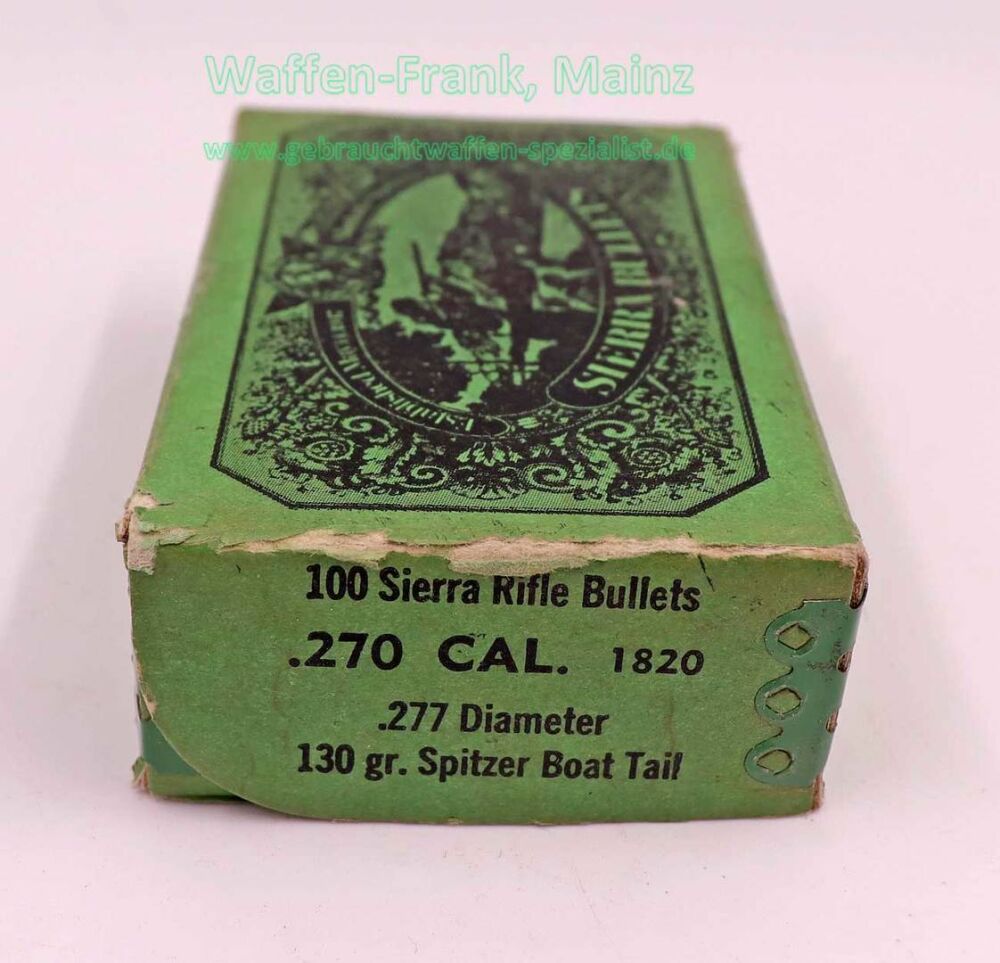 Waffen-Frank, Mainz
www.gebrauchtwaffen-spezialist.de
SIERRA BULLETS
100 Sierra Rifle Bullets
.270 CAL. 1820
.277 Diameter
130 gr. Spitzer Boat Tail